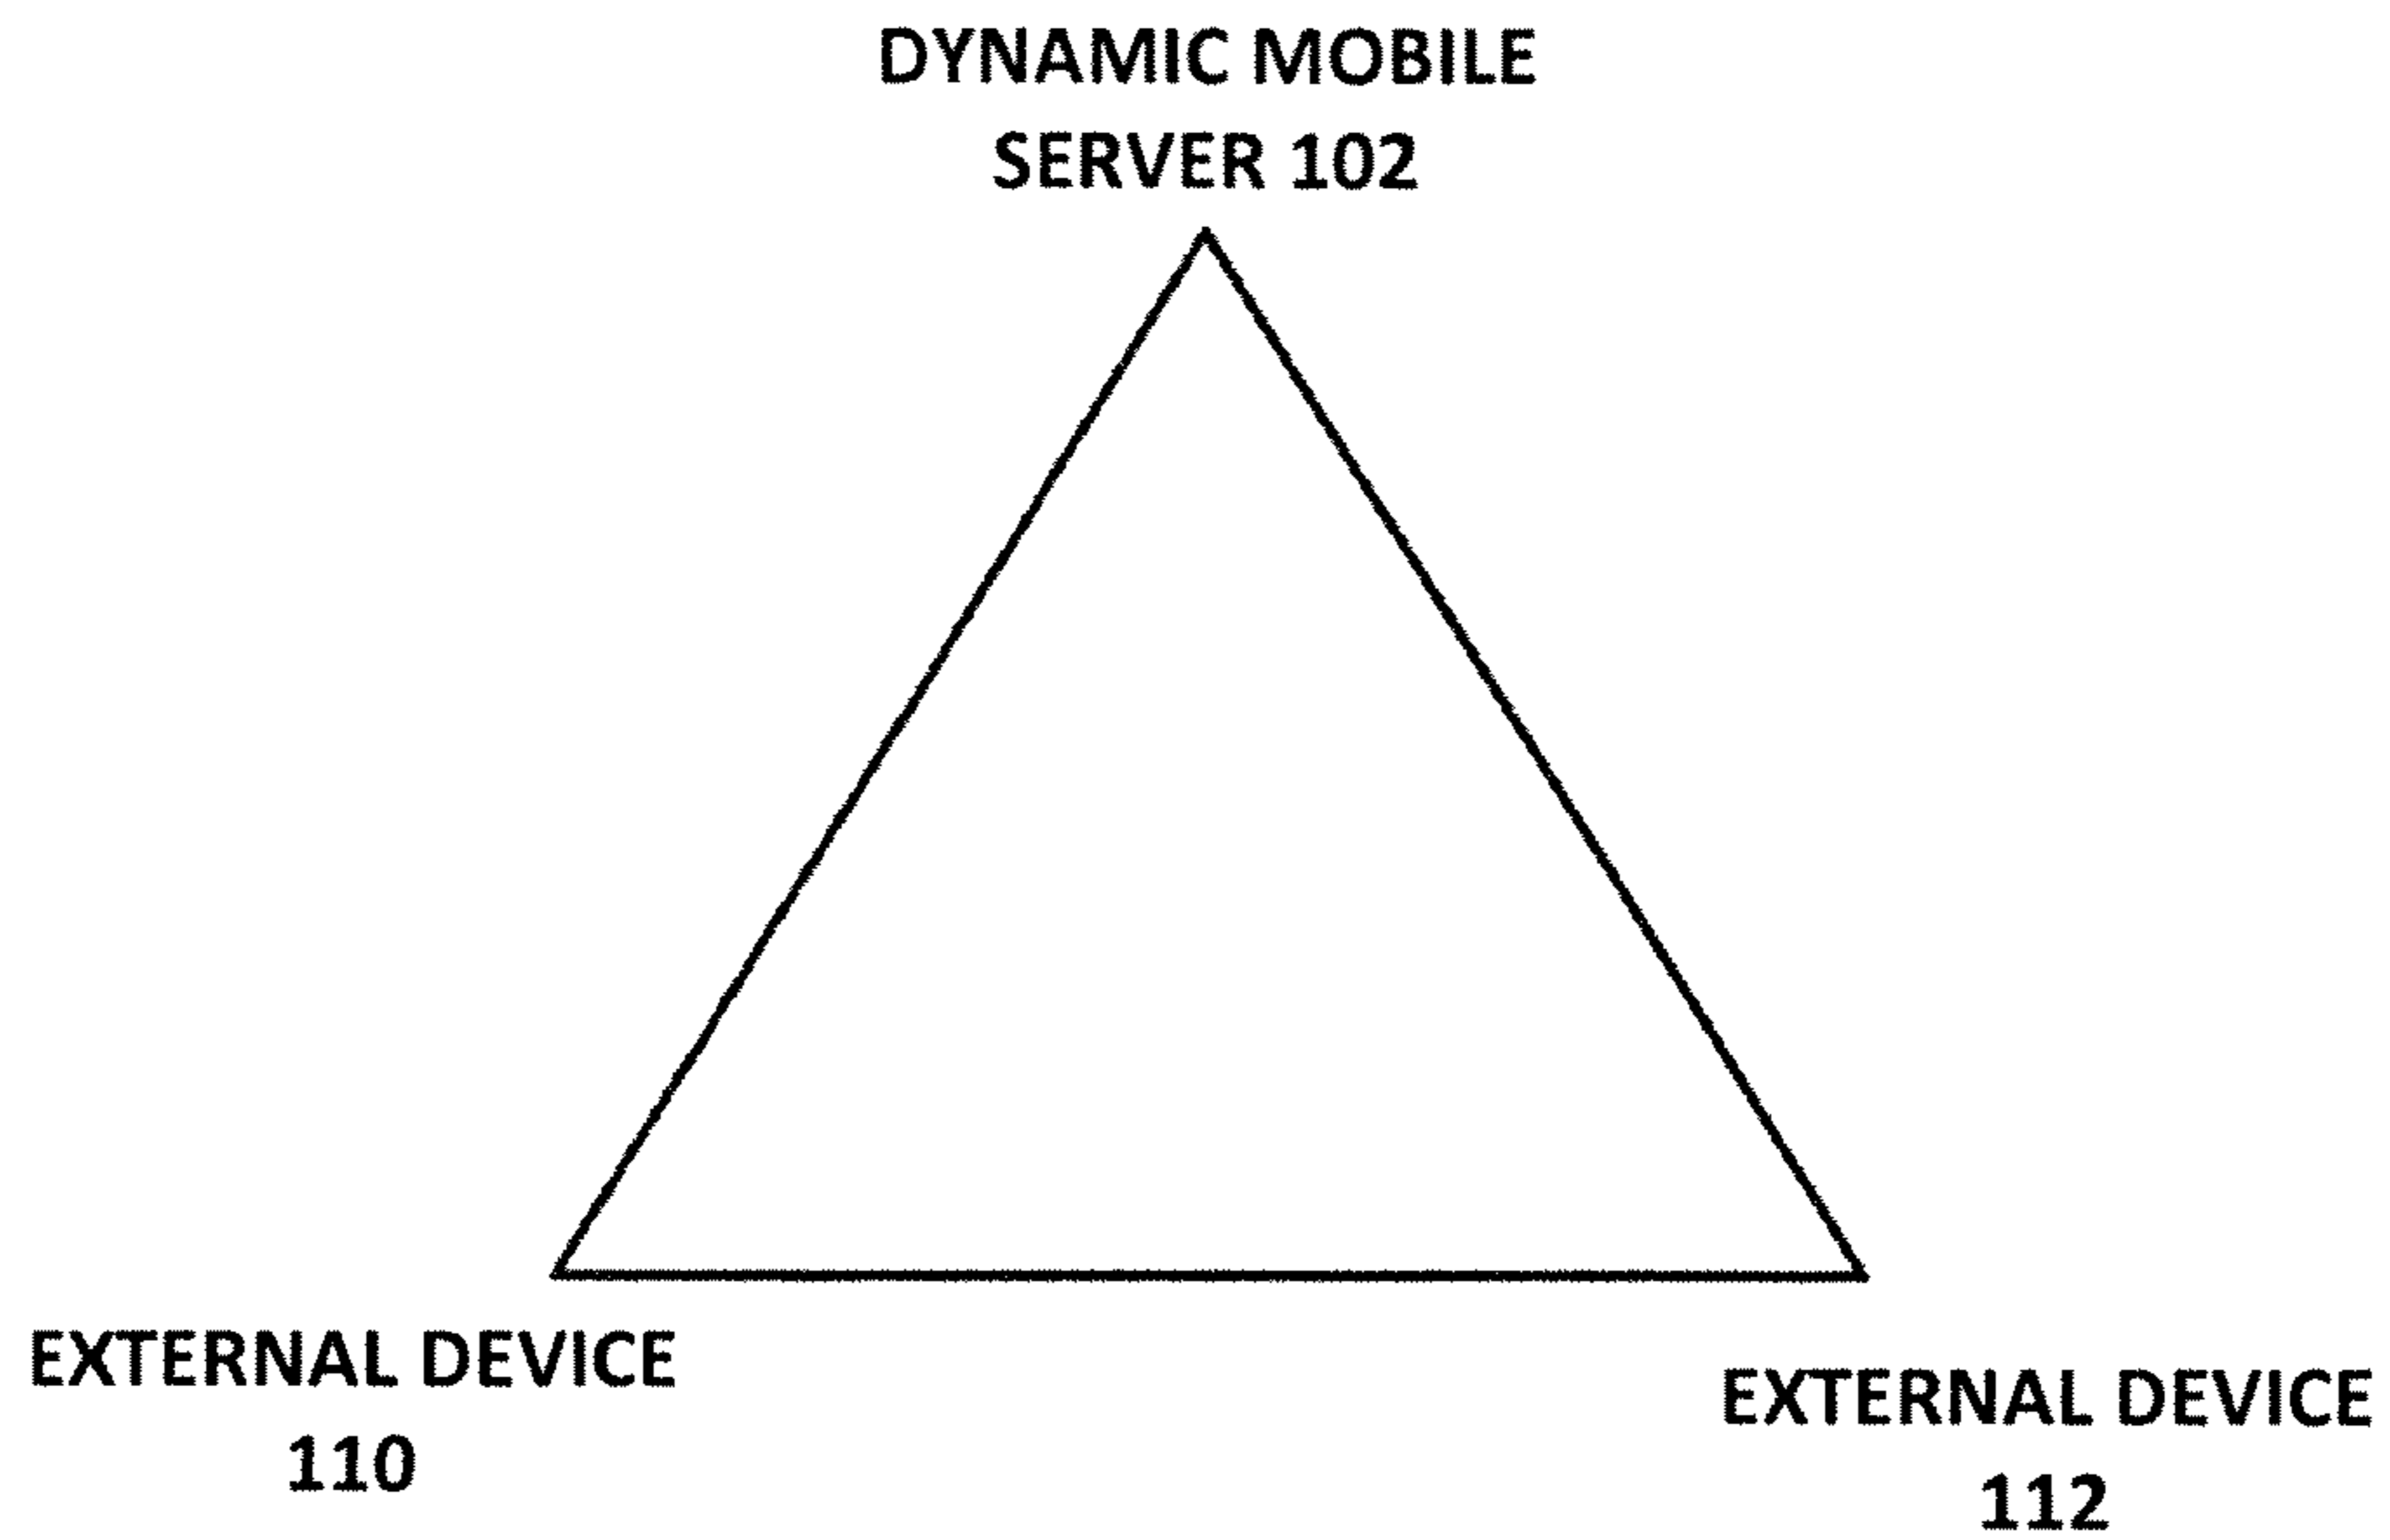 DYNAMIC MOBILE
SERVER 102
EXTERNAL DEVICE
110
EXTERNAL DEVICE
112